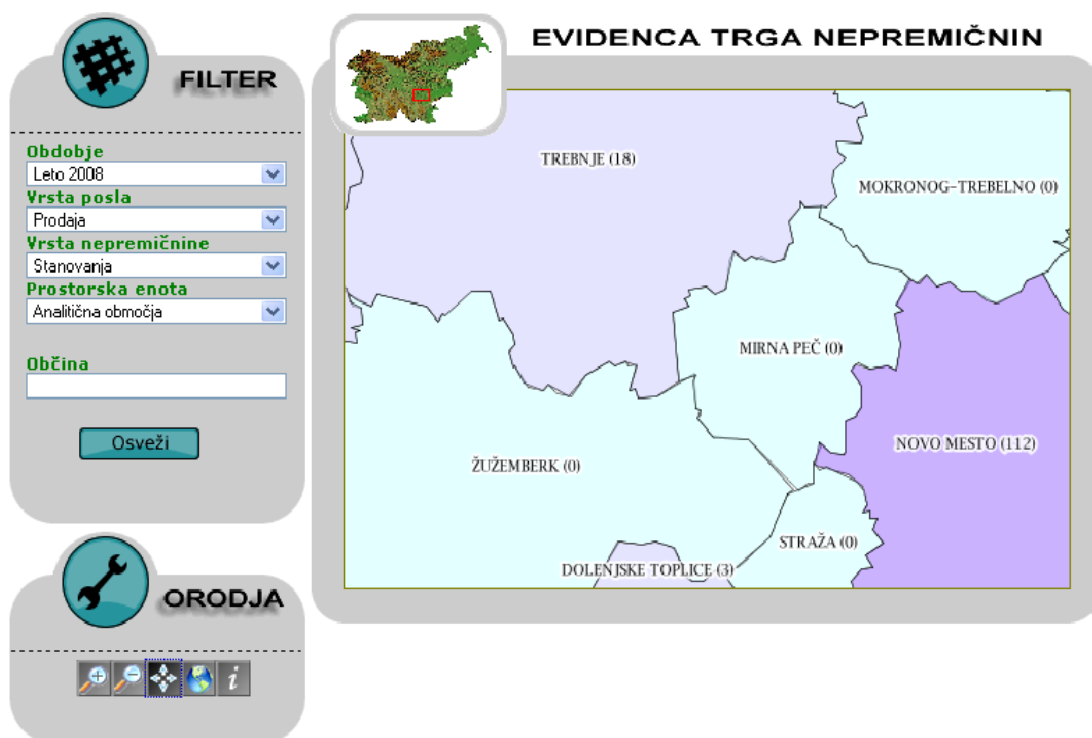 EVIDENCA TRGA NEPREMIČNIN
FILTER
Obdobje
Leto 2008
Vrsta posla
Prodaja
Vrsta nepremičnine
Stanovanja
Prostorska enota
Analitična območja
Občina
Osveži
ORODJA
i
TREBNJE (18)
MOKRONOG-TREBELNO (0)
MIRNA PEČ (0)
NOVO MESTO (112)
ŽUŽEMBERK (0)
STRAŽA (0)
DOLENJSKE TOPLICE (3)